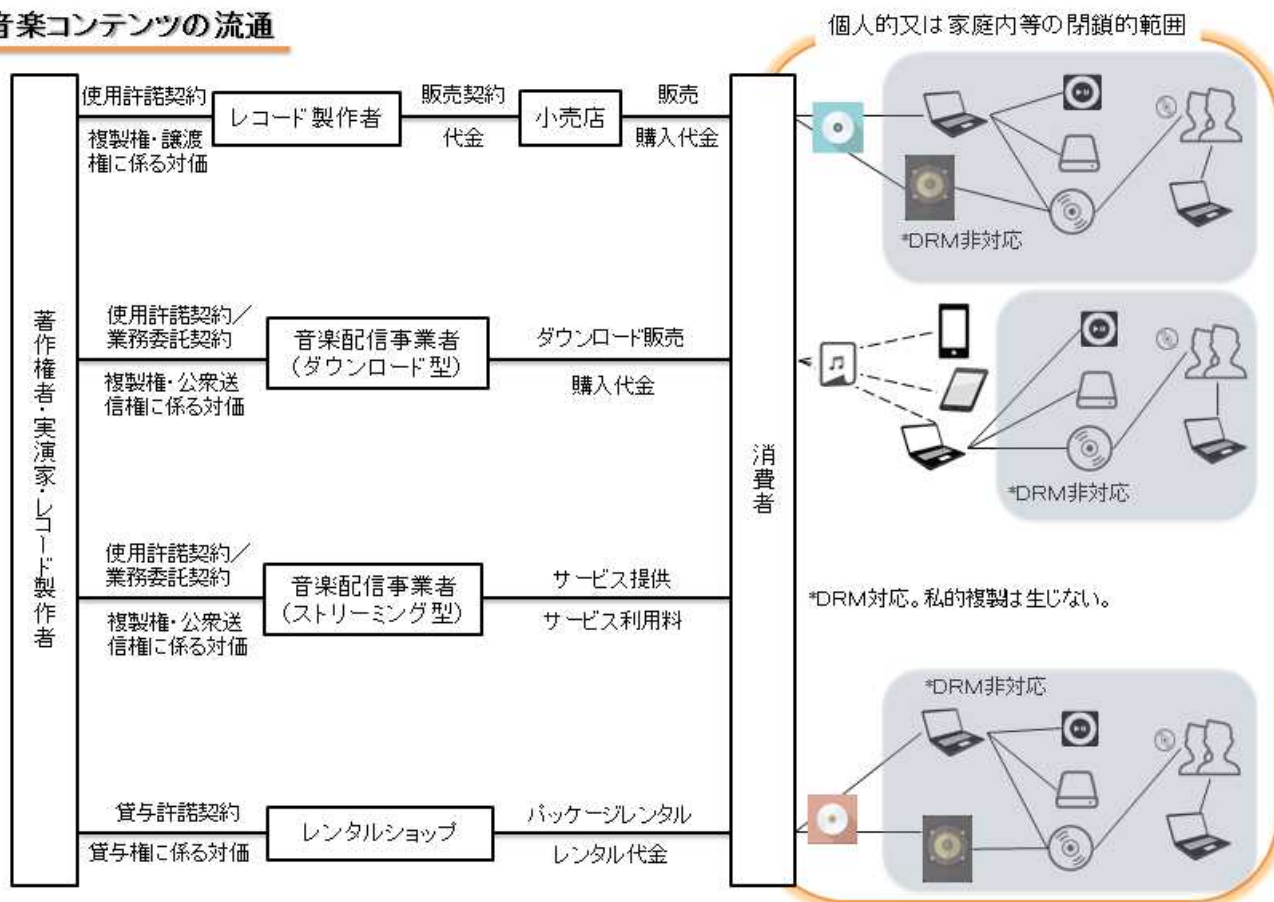 音楽コンテンツの流通
個人的又は家庭内等の閉鎖的範囲
著作権者・実演家・レコード製作者
使用許諾契約
複製権・譲渡
権に係る対価
レコード製作者
販売契約
代金
小売店
販売
購入代金
消費者
*DRM非対応
使用許諾契約／
業務委託契約
複製権・公衆送
信権に係る対価
音楽配信事業者
（ダウンロード型）
ダウンロード販売
購入代金
*DRM非対応
使用許諾契約／
業務委託契約
複製権・公衆送
信権に係る対価
音楽配信事業者
（ストリーミング型）
サービス提供
サービス利用料
*DRM対応。私的複製は生じない。
貸与許諾契約
貸与権に係る対価
レンタルショップ
パッケージレンタル
レンタル代金
*DRM非対応